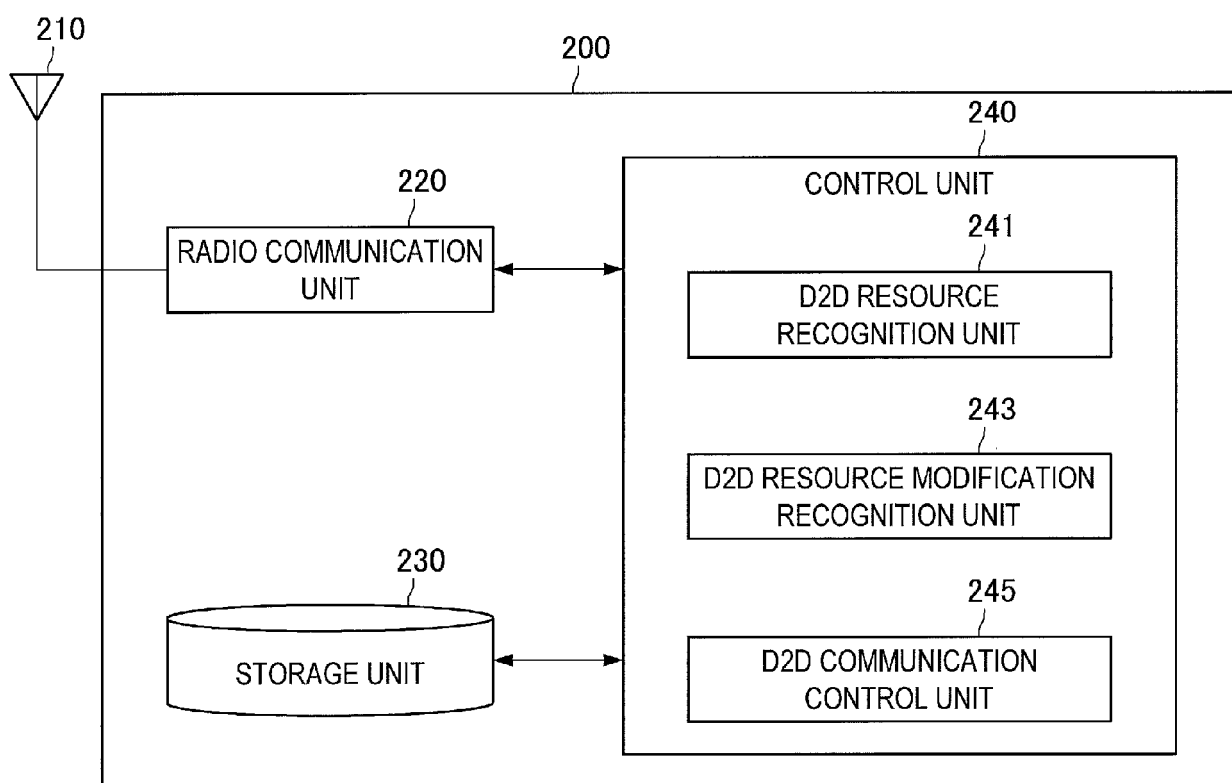 210
200
240
CONTROL UNIT
220
RADIO COMMUNICATION
UNIT
241
D2D RESOURCE
RECOGNITION UNIT
243
D2D RESOURCE MODIFICATION
RECOGNITION UNIT
230
STORAGE UNIT
245
D2D COMMUNICATION
CONTROL UNIT